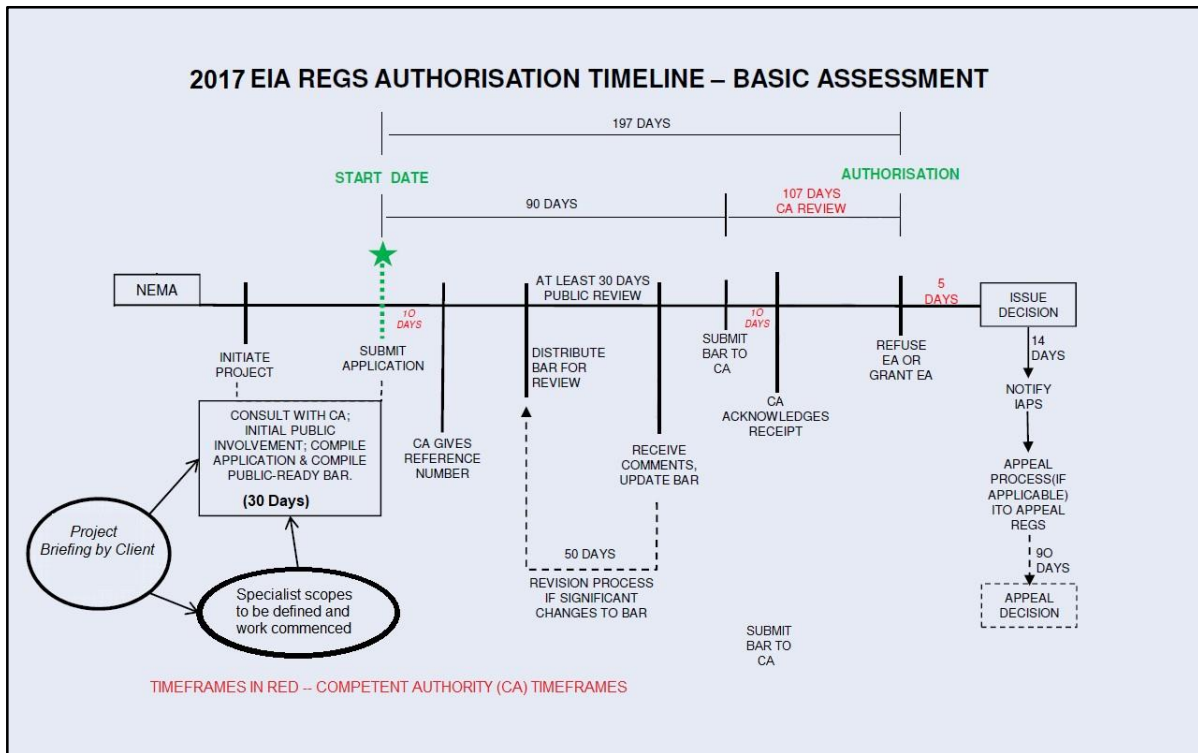 2017 EIA REGS AUTHORISATION TIMELINE – BASIC ASSESSMENT
197 DAYS
START DATE
AUTHORISATION
90 DAYS
107 DAYS
CA REVIEW
NEMA
AT LEAST 30 DAYS
PUBLIC REVIEW
5
DAYS
ISSUE
DECISION
10
DAYS
10
DAYS
INITIATE
PROJECT
SUBMIT
APPLICATION
DISTRIBUTE
BAR FOR
REVIEW
SUBMIT
BAR TO
CA
REFUSE
EA OR
GRANT EA
14
DAYS
NOTIFY
IAPS
CONSULT WITH CA;
INITIAL PUBLIC
INVOLVEMENT; COMPILE
APPLICATION & COMPILE
PUBLIC-READY BAR.
(30 Days)
CA GIVES
REFERENCE
NUMBER
RECEIVE
COMMENTS,
UPDATE BAR
CA
ACKNOWLEDGES
RECEIPT
APPEAL
PROCESS(IF
APPLICABLE)
ITO APPEAL
REGS
Project
Briefing by Client
50 DAYS
REVISION PROCESS
IF SIGNIFICANT
CHANGES TO BAR
90
DAYS
APPEAL
DECISION
Specialist scopes
to be defined and
work commenced
SUBMIT
BAR TO
CA
TIMEFRAMES IN RED -- COMPETENT AUTHORITY (CA) TIMEFRAMES